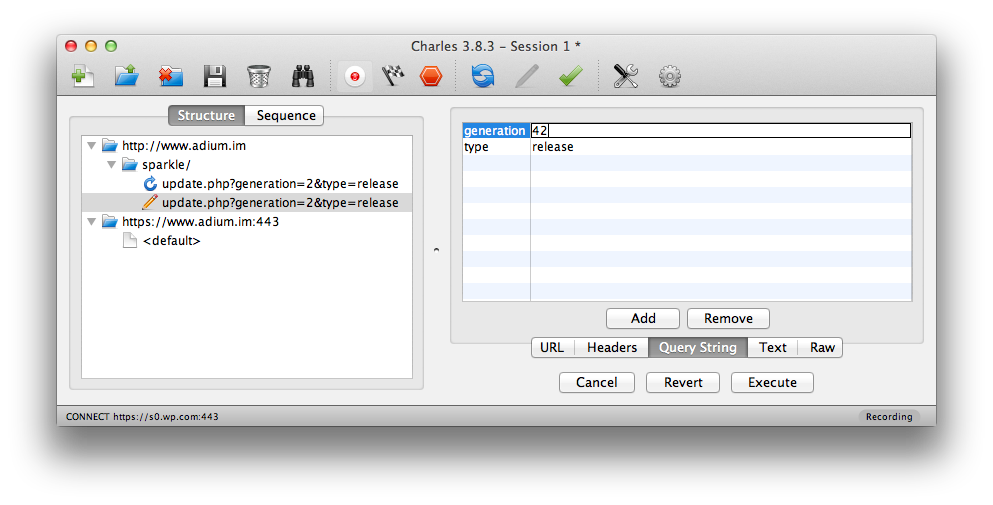 Charles 3.8.3 – Session 1 *
Structure
Sequence
http://www.adium.im
sparkle/
update.php?generation=2&type=release
update.php?generation=2&type=release
https://www.adium.im:443
<default>
generation 42
type release
Add Remove
URL Headers Query String Text Raw
Cancel Revert Execute
CONNECT https://s0.wp.com:443
Recording